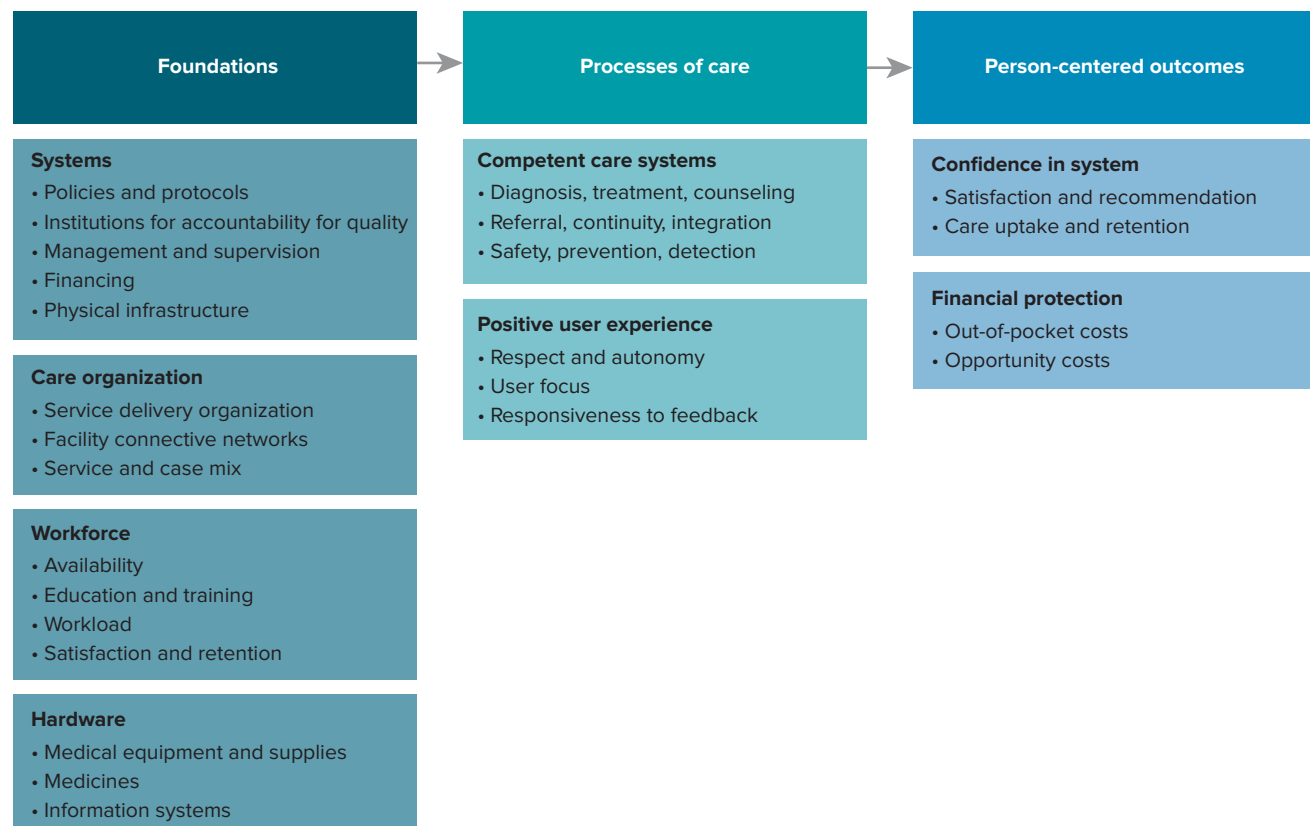 Foundations
Processes of care
Person-centered outcomes
Systems
• Policies and protocols
• Institutions for accountability for quality
• Management and supervision
• Financing
• Physical infrastructure
Care organization
• Service delivery organization
• Facility connective networks
• Service and case mix
Workforce
• Availability
• Education and training
• Workload
• Satisfaction and retention
Hardware
• Medical equipment and supplies
• Medicines
• Information systems
Competent care systems
• Diagnosis, treatment, counseling
• Referral, continuity, integration
• Safety, prevention, detection
Positive user experience
• Respect and autonomy
• User focus
• Responsiveness to feedback
Confidence in system
• Satisfaction and recommendation
• Care uptake and retention
Financial protection
• Out-of-pocket costs
• Opportunity costs